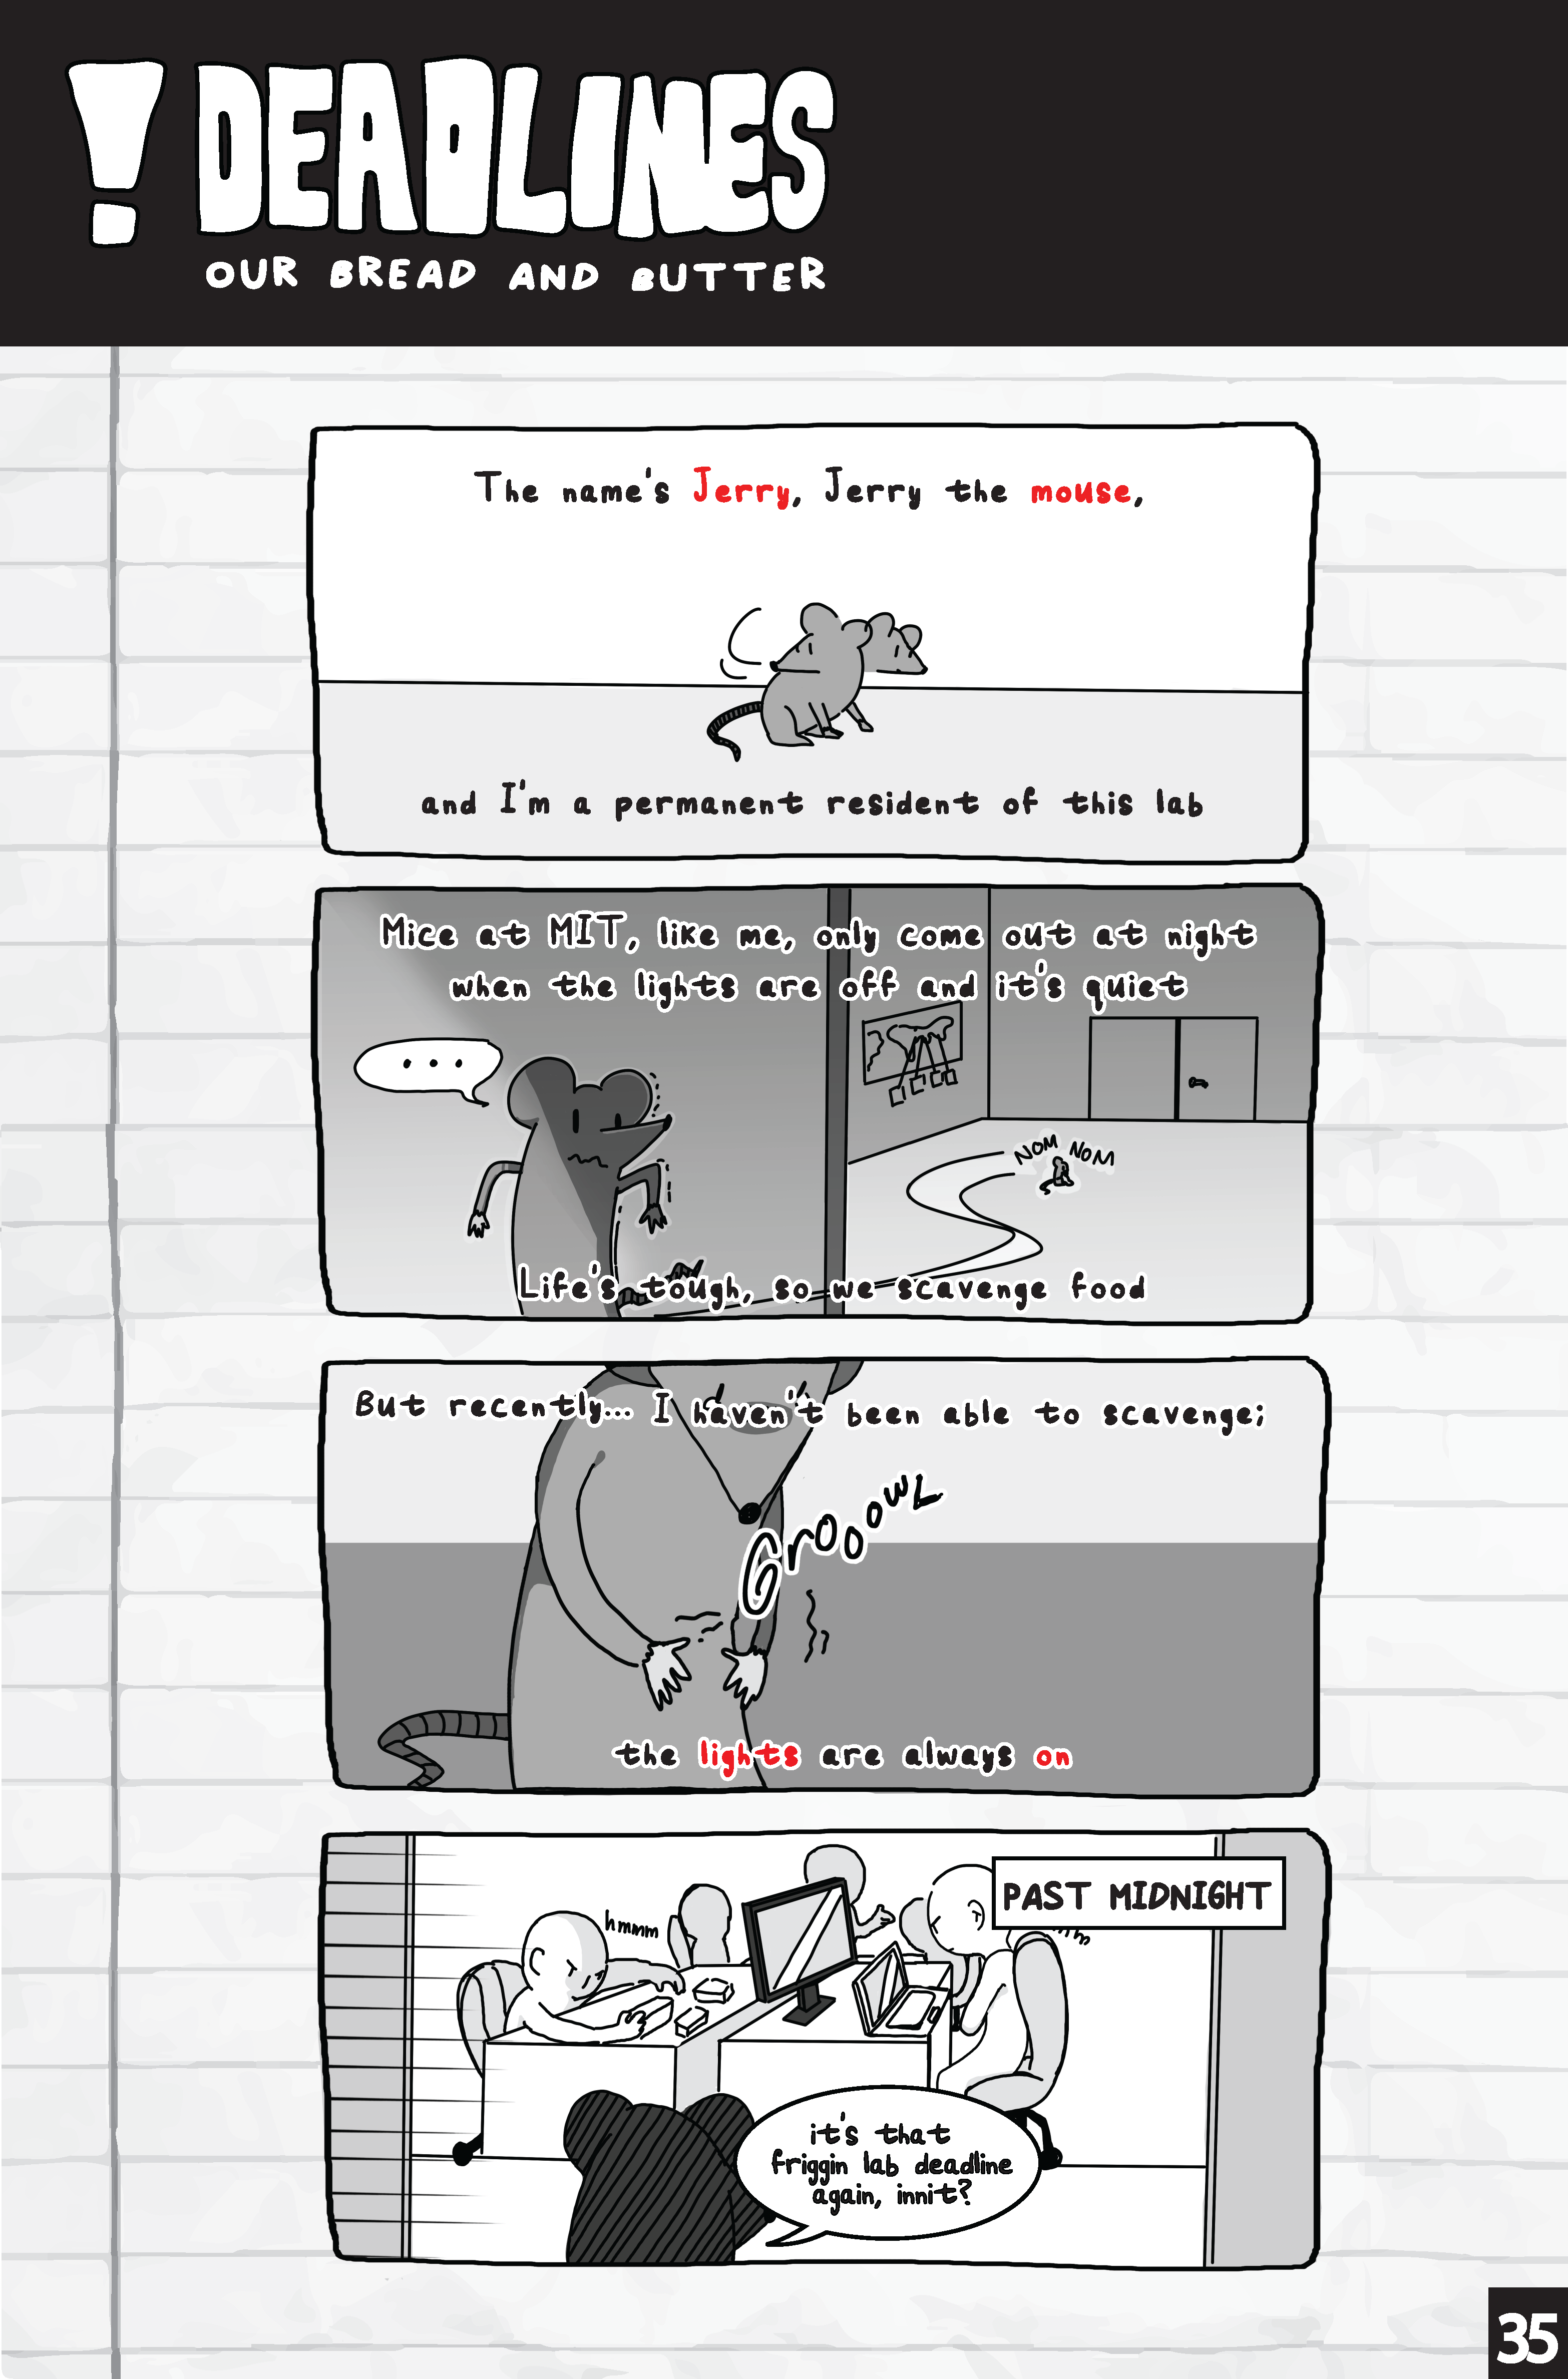 ! DEADLINES
OUR BREAD AND BUTTER
The name's Jerry, Jerry the mouse,
and I'm a permanent resident of this lab
Mice at MIT, like me, only come out at night
when the lights are off and it's quiet
...
NOM NOM
Life's tough, so we scavenge food
But recently... I haven't been able to scavenge;
GrooowL
the lights are always on
PAST MIDNIGHT
hmmm
it's that
friggin lab deadline
again, innit?
35